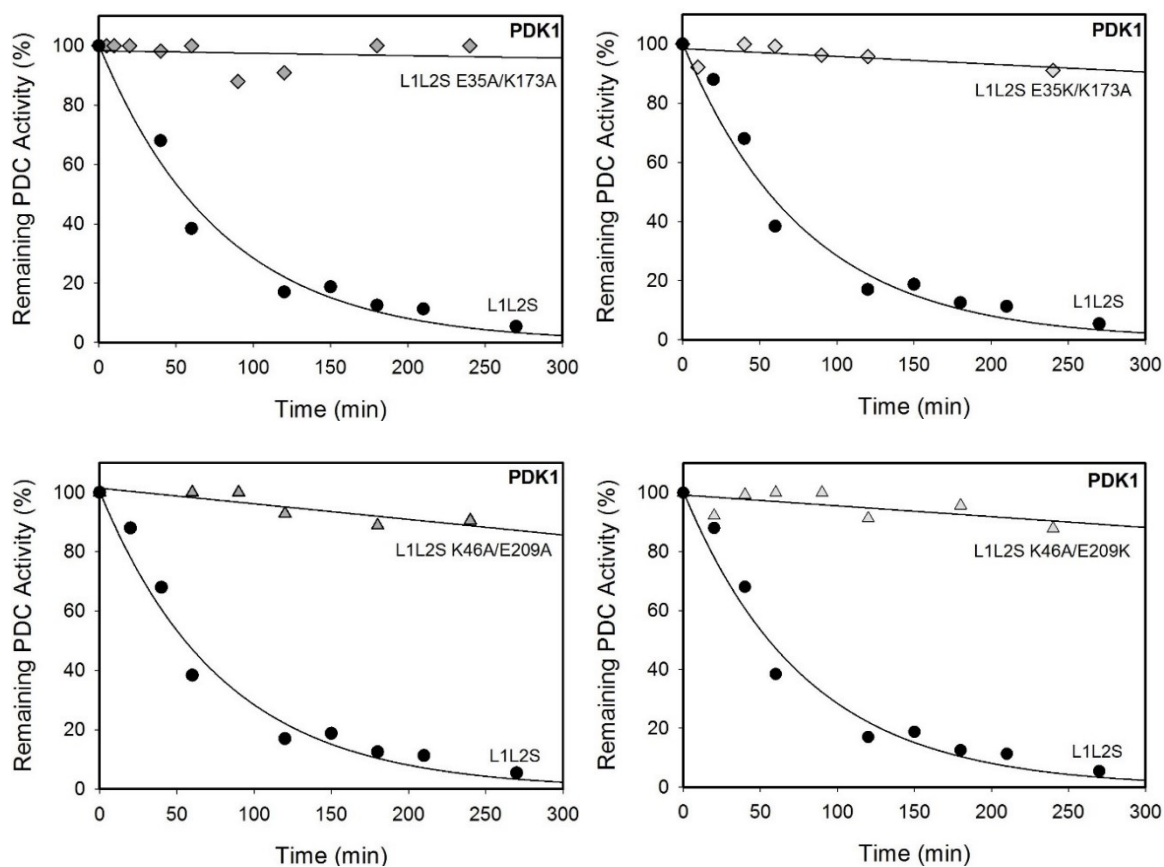 PDK1
Remaining PDC Activity (%)
100
80
60
40
20
0
L1L2S E35A/K173A
L1L2S
0 50 100 150 200 250 300
Time (min)
PDK1
Remaining PDC Activity (%)
100
80
60
40
20
0
L1L2S E35K/K173A
L1L2S
0 50 100 150 200 250 300
Time (min)
PDK1
Remaining PDC Activity (%)
100
80
60
40
20
0
L1L2S K46A/E209A
L1L2S
0 50 100 150 200 250 300
Time (min)
PDK1
Remaining PDC Activity (%)
100
80
60
40
20
0
L1L2S K46A/E209K
L1L2S
0 50 100 150 200 250 300
Time (min)